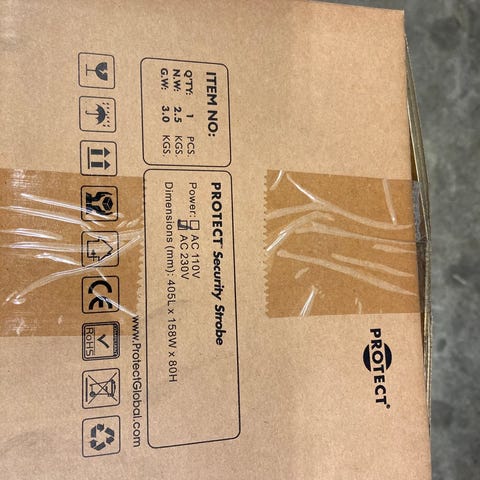 PROTECT®
ITEM NO:
Q'TY: 1 PCS.
N.W: 2.5 KGS.
G.W: 3.0 KGS.
PROTECT® Security Strobe
Power: AC 110V
AC 230V
Dimensions (mm): 405L x 158W x 80H
www.ProtectGlobal.com
CE
RoHS